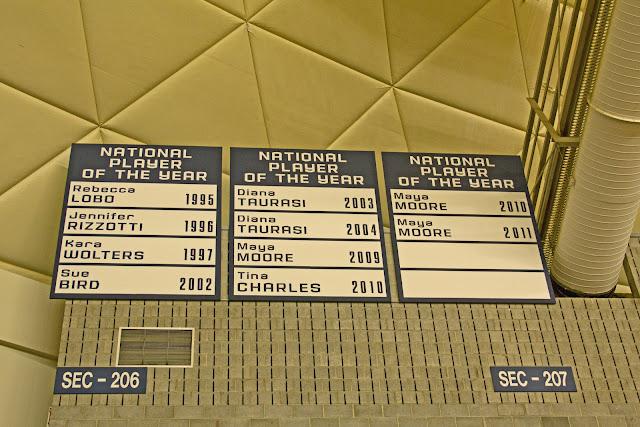 NATIONAL
PLAYER
OF THE YEAR
Rebecca
LOBO 1995
Jennifer
RIZZOTTI 1996
Kara
WOLTERS 1997
Sue
BIRD 2002
NATIONAL
PLAYER
OF THE YEAR
Diana
TAURASI 2003
Diana
TAURASI 2004
Maya
MOORE 2009
Tina
CHARLES 2010
NATIONAL
PLAYER
OF THE YEAR
Maya
MOORE 2010
Maya
MOORE 2011
SEC - 206
SEC - 207